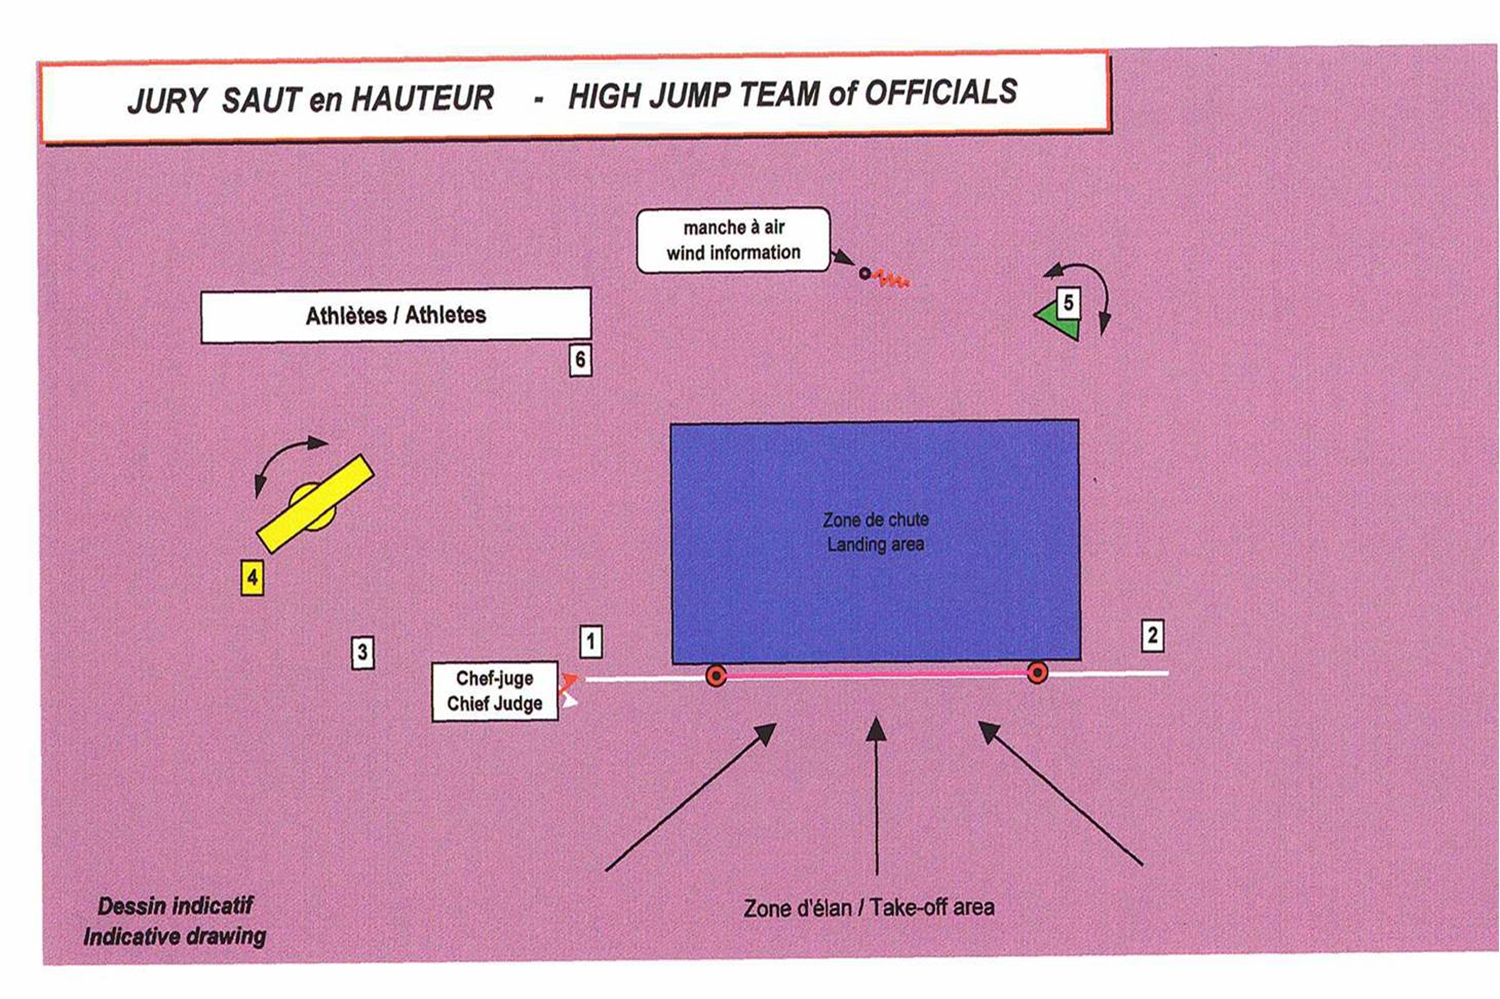 JURY SAUT en HAUTEUR - HIGH JUMP TEAM of OFFICIALS
manche à air
wind information
5
Athlètes / Athletes
6
Zone de chute
Landing area
4
1
2
3
Chef-juge
Chief Judge
Zone d'élan / Take-off area
Dessin indicatif
Indicative drawing